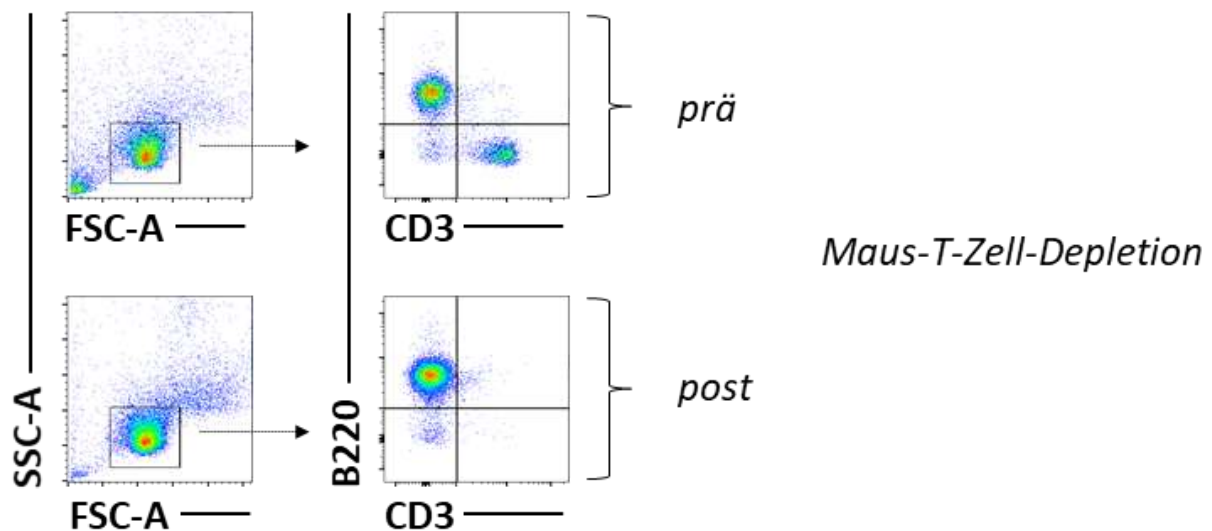 SSC-A
B220
FSC-A
CD3
prä
Maus-T-Zell-Depletion
FSC-A
CD3
post